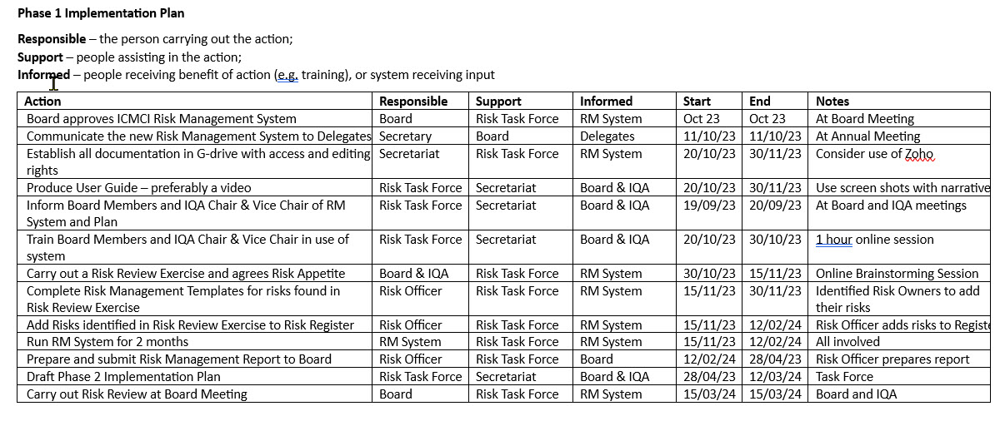 Phase 1 Implementation Plan
Responsible – the person carrying out the action;
Support – people assisting in the action;
Informed – people receiving benefit of action (e.g. training), or system receiving input
Action Responsible Support Informed Start End Notes
Board approves ICMCI Risk Management System Board Risk Task Force RM System Oct 23 Oct 23 At Board Meeting
Communicate the new Risk Management System to Delegates Secretary Board Delegates 11/10/23 11/10/23 At Annual Meeting
Establish all documentation in G-drive with access and editing Secretariat Risk Task Force RM System 20/10/23 30/11/23 Consider use of Zoho
rights
Produce User Guide – preferably a video Risk Task Force Secretariat Board & IQA 20/10/23 30/11/23 Use screen shots with narrative
Inform Board Members and IQA Chair & Vice Chair of RM Risk Task Force Secretariat Board & IQA 19/09/23 20/09/23 At Board and IQA meetings
System and Plan
Train Board Members and IQA Chair & Vice Chair in use of Risk Task Force Secretariat Board & IQA 20/10/23 30/10/23 1 hour online session
system
Carry out a Risk Review Exercise and agrees Risk Appetite Board & IQA Risk Task Force RM System 30/10/23 15/11/23 Online Brainstorming Session
Complete Risk Management Templates for risks found in Risk Officer Risk Task Force RM System 15/11/23 30/11/23 Identified Risk Owners to add
Risk Review Exercise their risks
Add Risks identified in Risk Review Exercise to Risk Register Risk Officer Risk Task Force RM System 15/11/23 12/02/24 Risk Officer adds risks to Registe
Run RM System for 2 months RM System Risk Task Force RM System 15/11/23 12/02/24 All involved
Prepare and submit Risk Management Report to Board Risk Officer Risk Task Force Board 12/02/24 28/04/23 Risk Officer prepares report
Draft Phase 2 Implementation Plan Risk Task Force Secretariat Board & IQA 28/04/23 12/03/24 Task Force
Carry out Risk Review at Board Meeting Board Risk Task Force RM System 15/03/24 15/03/24 Board and IQA